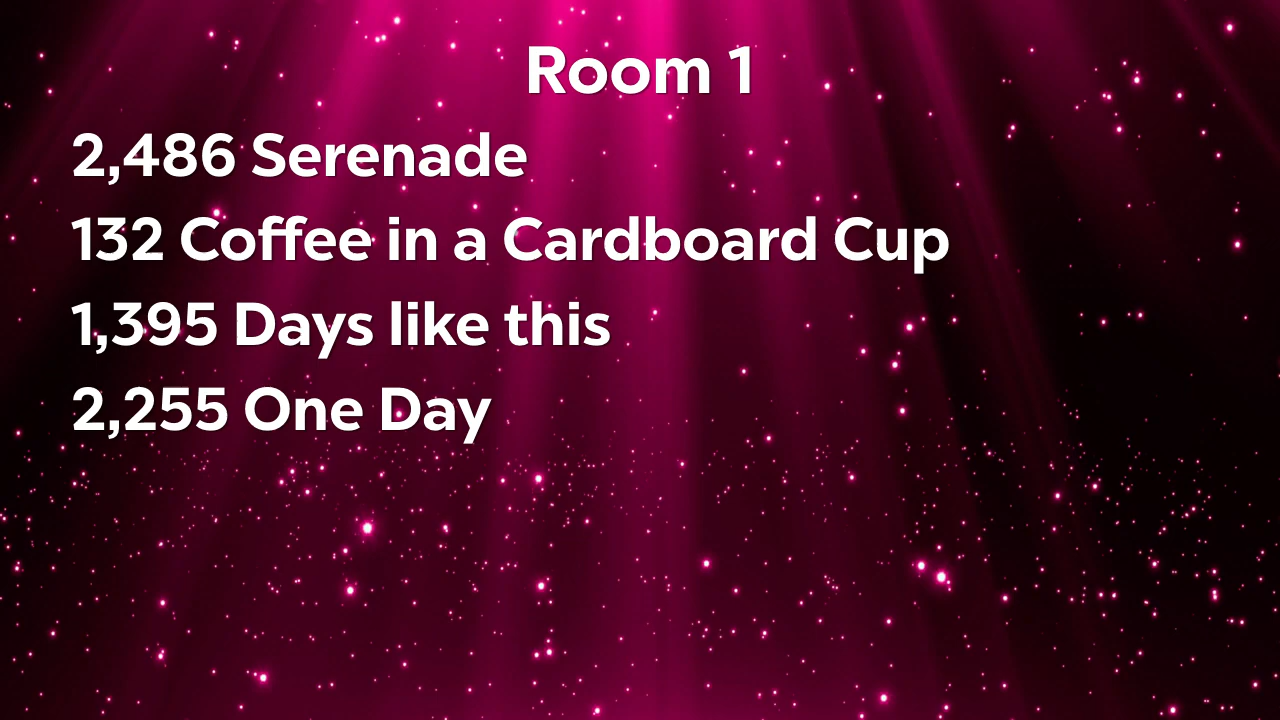 Room 1
2,486 Serenade
132 Coffee in a Cardboard Cup
1,395 Days like this
2,255 One Day